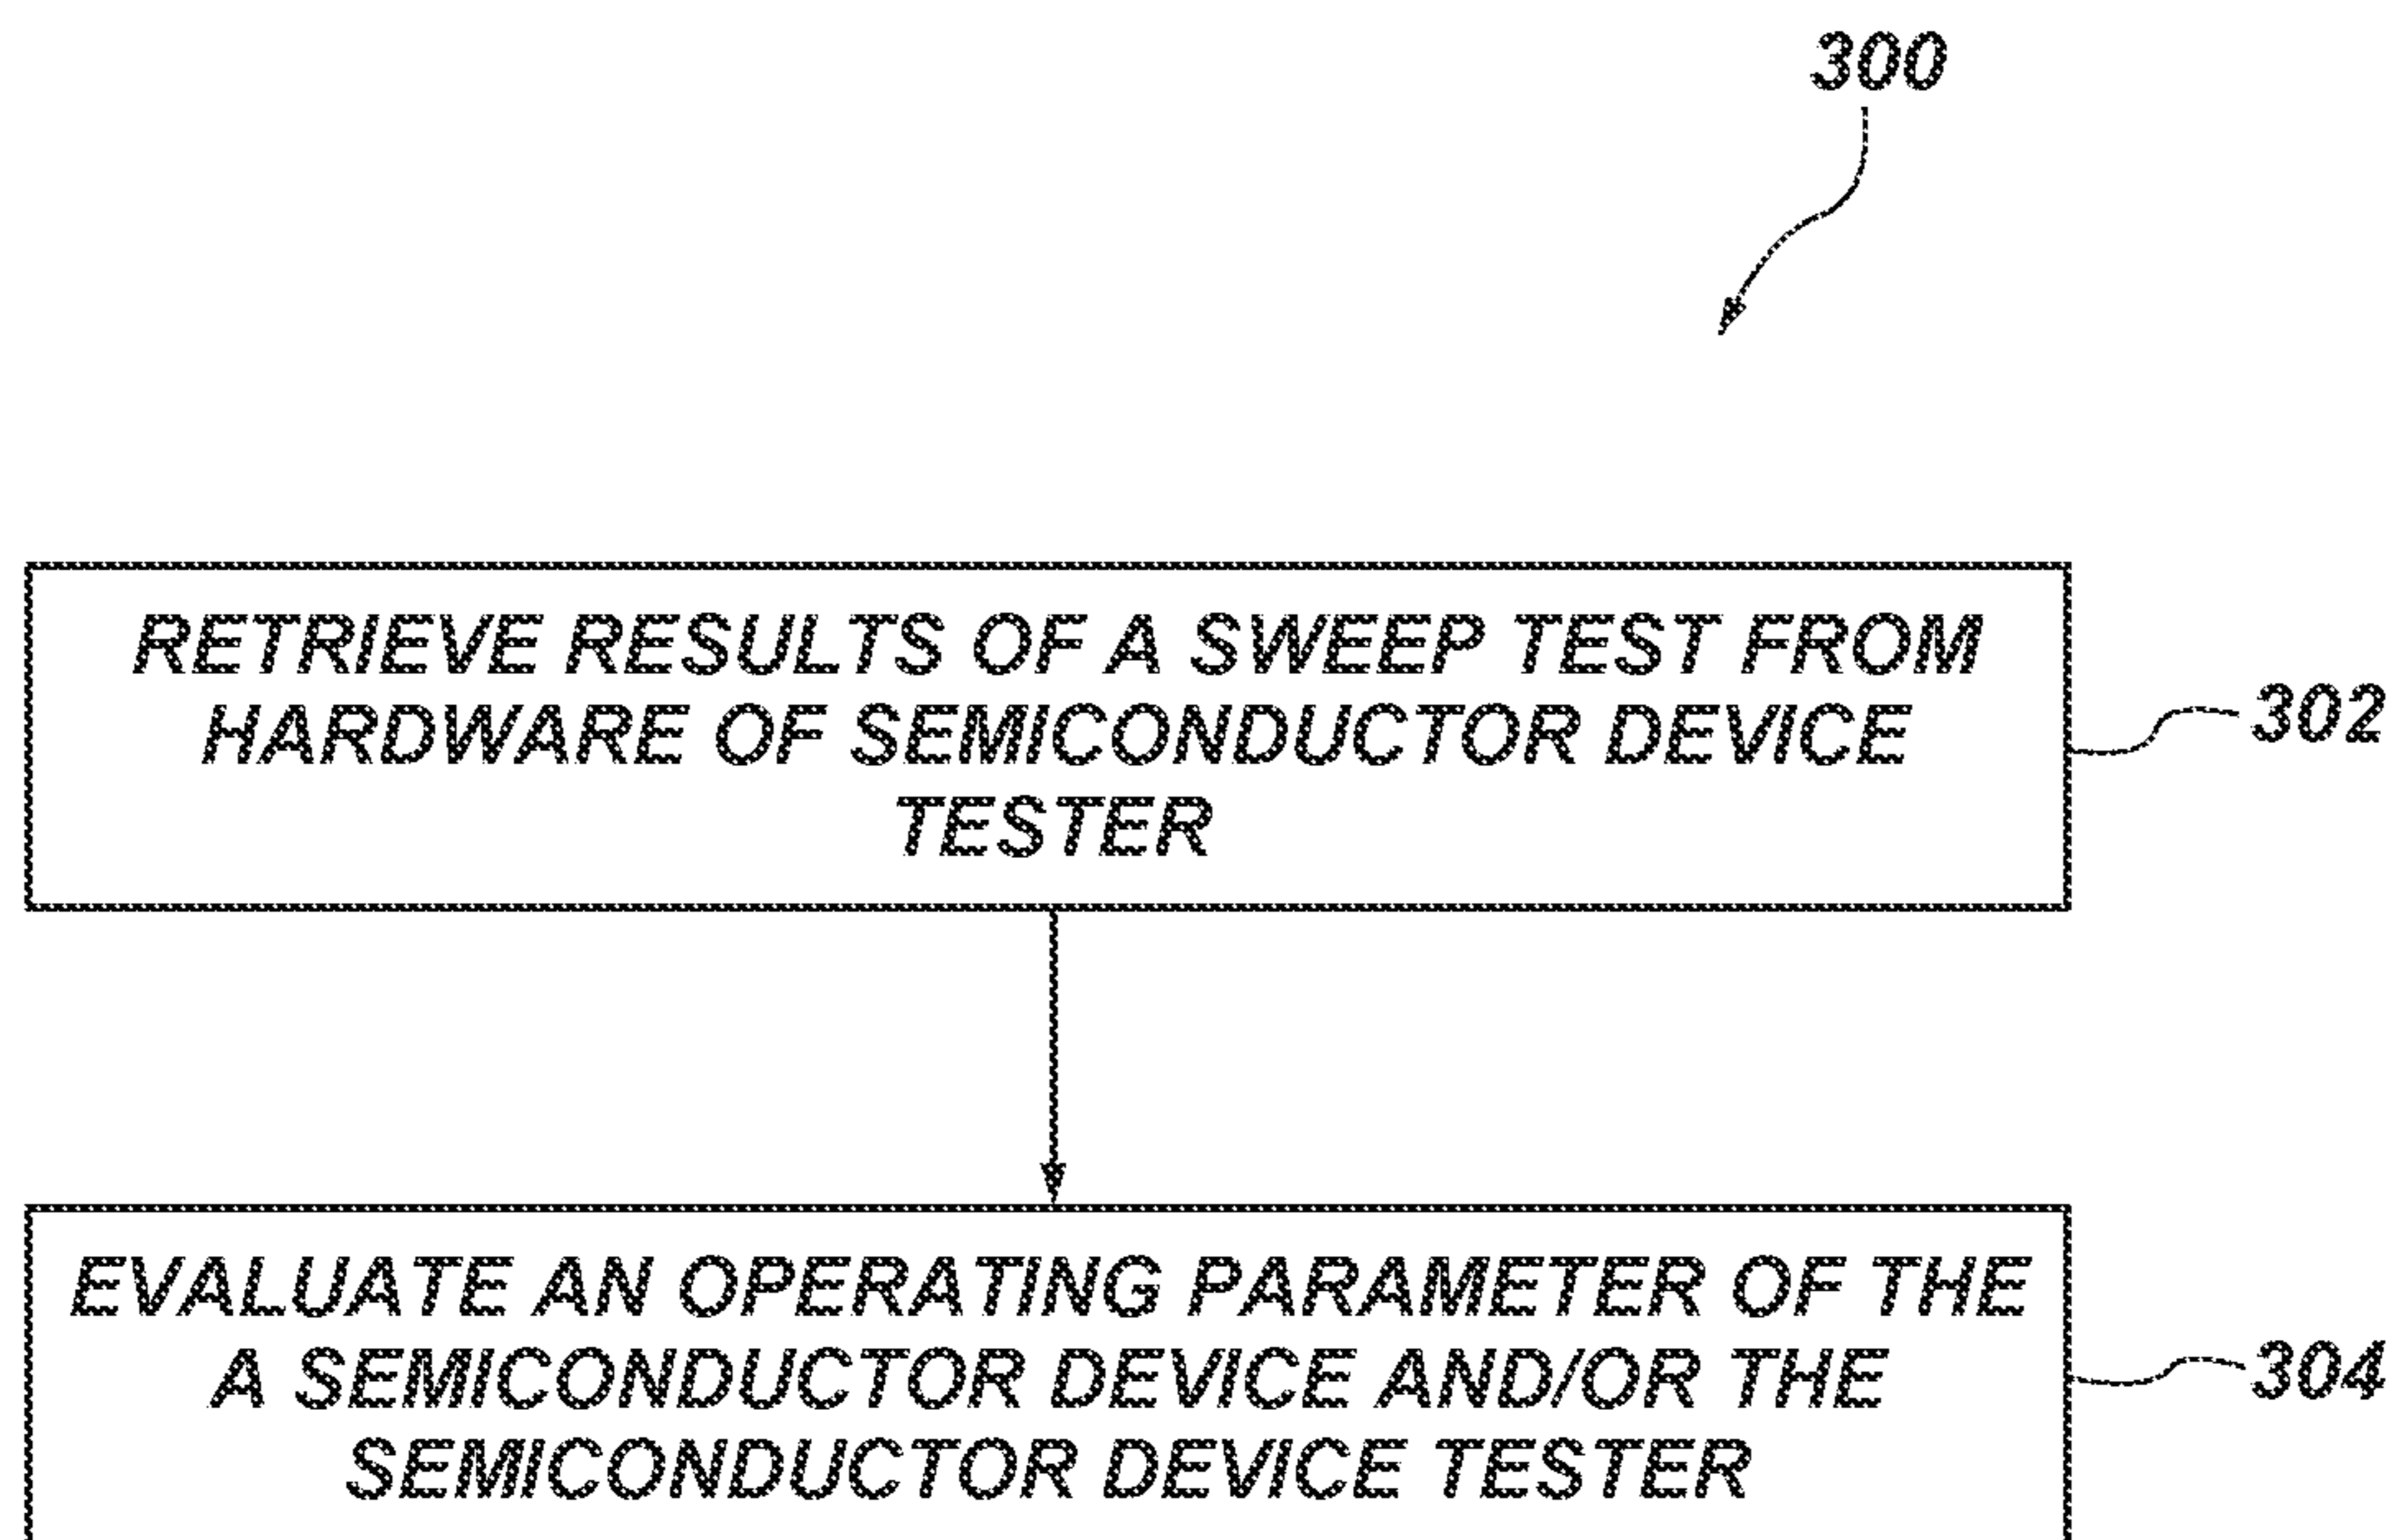 300
RETRIEVE RESULTS OF A SWEEP TEST FROM
HARDWARE OF SEMICONDUCTOR DEVICE
TESTER
302
EVALUATE AN OPERATING PARAMETER OF THE
A SEMICONDUCTOR DEVICE AND/OR THE
SEMICONDUCTOR DEVICE TESTER
304